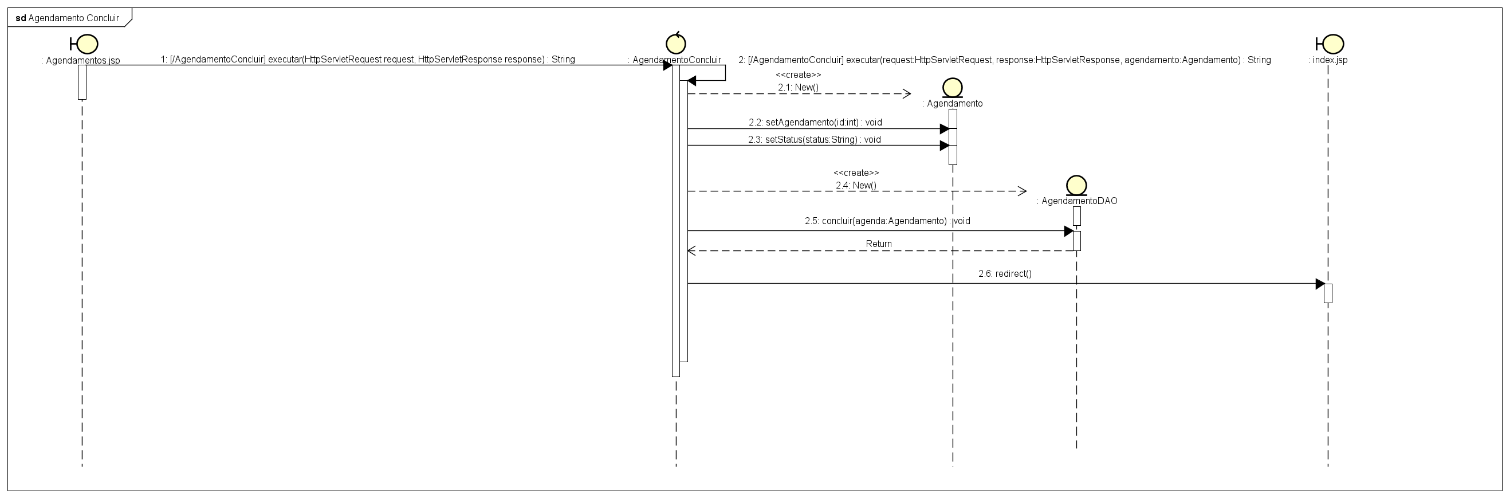 sd Agendamento Concluir
: Agendamentos.jsp
1: [/AgendamentoConcluir] executar(HttpServletRequest request, HttpServletResponse response) : String
: AgendamentoConcluir
2: [/AgendamentoConcluir] executar(request:HttpServletRequest, response:HttpServletResponse, agendamento:Agendamento) : String
: index.jsp
<<create>>
2.1: New()
: Agendamento
2.2: setAgendamento(id:int) : void
2.3: setStatus(status:String) : void
<<create>>
2.4: New()
: AgendamentoDAO
2.5: concluir(agenda:Agendamento) : void
Return
2.6: redirect()